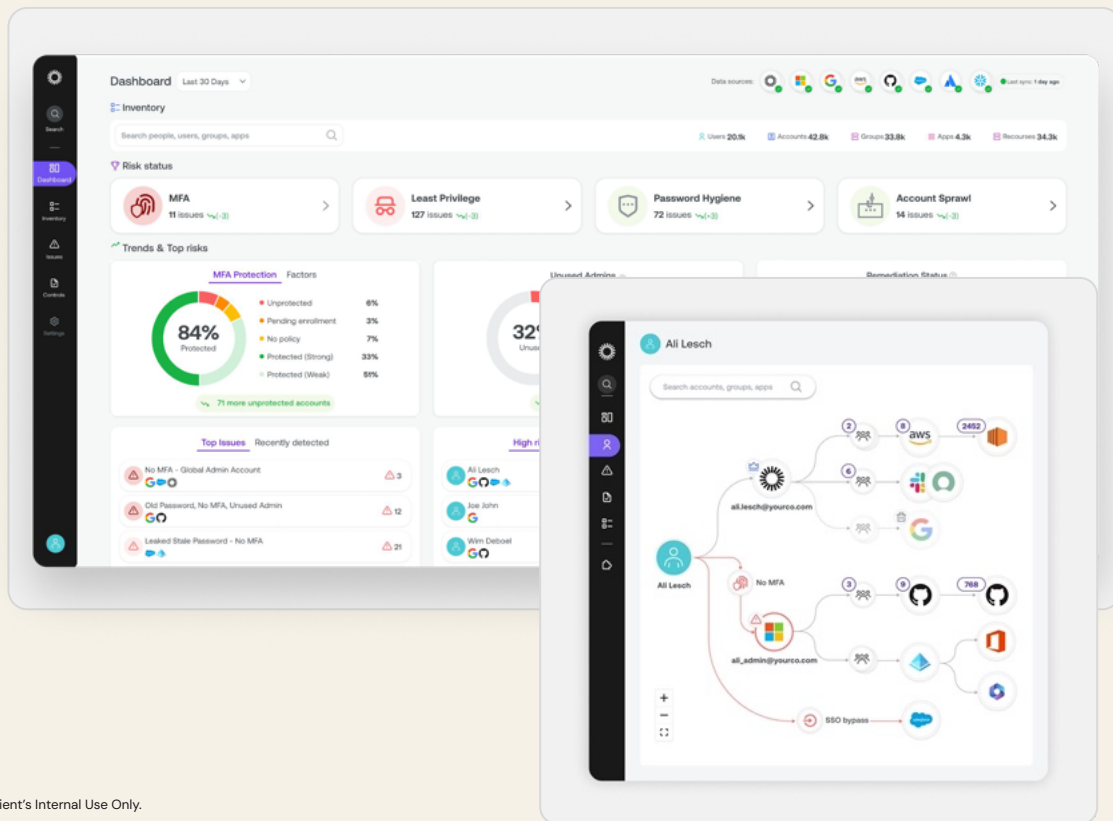 Dashboard Last 30 Days
Data sources:
Last sync: 1 day ago
Search
Inventory
Search people, users, groups, apps
Users 20.1k
Accounts 42.8k
Groups 33.8k
Apps 4.3k
Recourses 34.3k
Dashboard
Inventory
Issues
Controls
Settings
Risk status
MFA
11 issues (-3)
Least Privilege
127 issues (-3)
Password Hygiene
72 issues (+3)
Account Sprawl
14 issues (-3)
Trends & Top risks
MFA Protection Factors
84%
Protected
Unprotected 6%
Pending enrollment 3%
No policy 7%
Protected (Strong) 33%
Protected (Weak) 51%
71 more unprotected accounts
Unused Admins
32%
Remediation Status
Top Issues Recently detected
No MFA - Global Admin Account
3
Old Password, No MFA, Unused Admin
12
Leaked Stale Password - No MFA
21
Ali Lesch
Joe John
Wim Deboel
Ali Lesch
Search accounts, groups, apps
2
8
aws
2452
6
ali.lesch@yourco.com
Ali Lesch
No MFA
3
9
768
ali_admin@yourco.com
SSO bypass
ient's Internal Use Only.